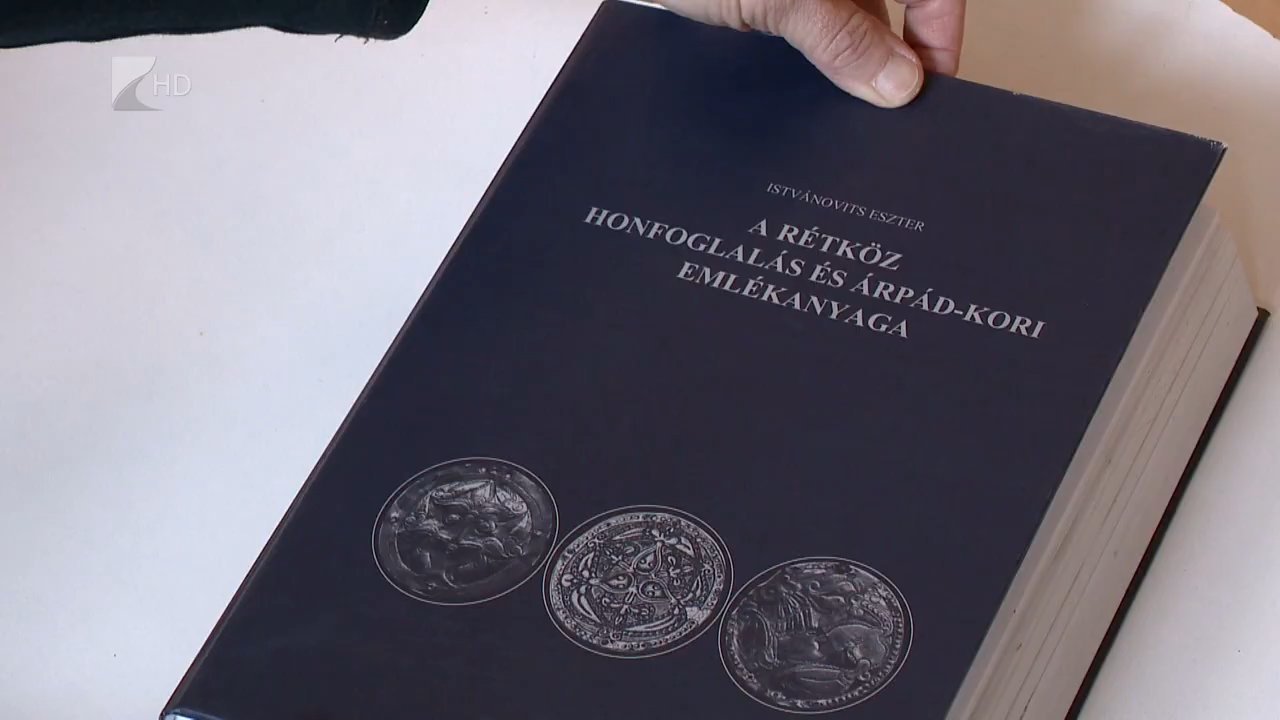 HD
ISTVÁNOVITS ESZTER
A RÉTKÖZ
HONFOGLALÁS ÉS ÁRPÁD-KORI
EMLÉKANYAGA